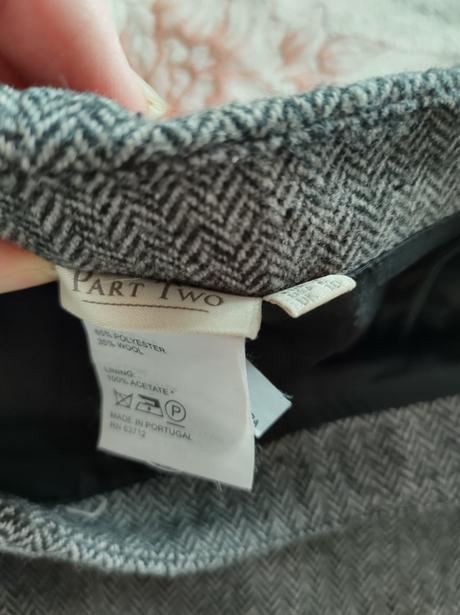 PART TWO
65% POLYESTER
35% WOOL
LINING:
100% ACETATE
P
MADE IN PORTUGAL
RN 63712